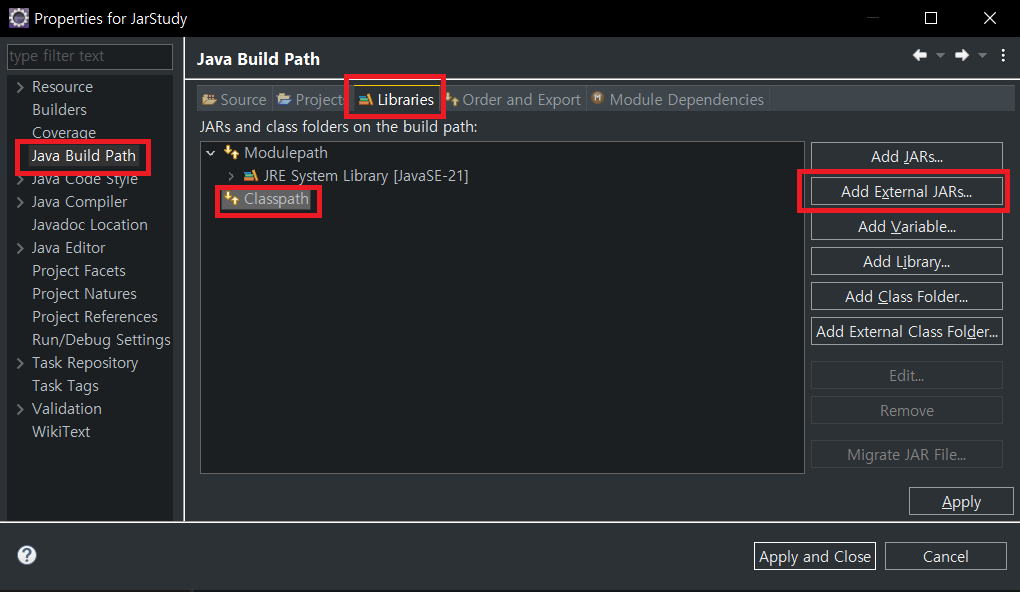 Properties for JarStudy
type filter text
Resource
Builders
Coverage
Java Build Path
Java Code Style
Java Compiler
Javadoc Location
Java Editor
Project Facets
Project Natures
Project References
Run/Debug Settings
Task Repository
Task Tags
Validation
WikiText
Java Build Path
Source Projects Libraries Order and Export Module Dependencies
JARs and class folders on the build path:
Modulepath
JRE System Library [JavaSE-21]
Classpath
Add JARs...
Add External JARs...
Add Variable...
Add Library...
Add Class Folder...
Add External Class Folder...
Edit...
Remove
Migrate JAR File...
Apply
Apply and Close Cancel